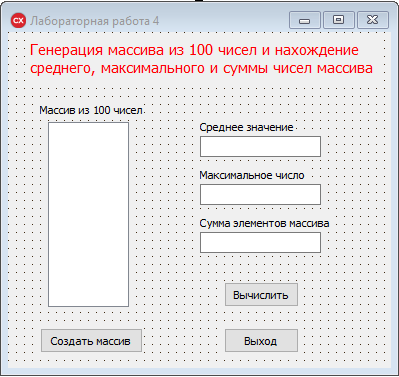 CX Лабораторная работа 4
Генерация массива из 100 чисел и нахождение
среднего, максимального и суммы чисел массива
Массив из 100 чисел
Среднее значение
Максимальное число
Сумма элементов массива
Вычислить
Создать массив
Выход